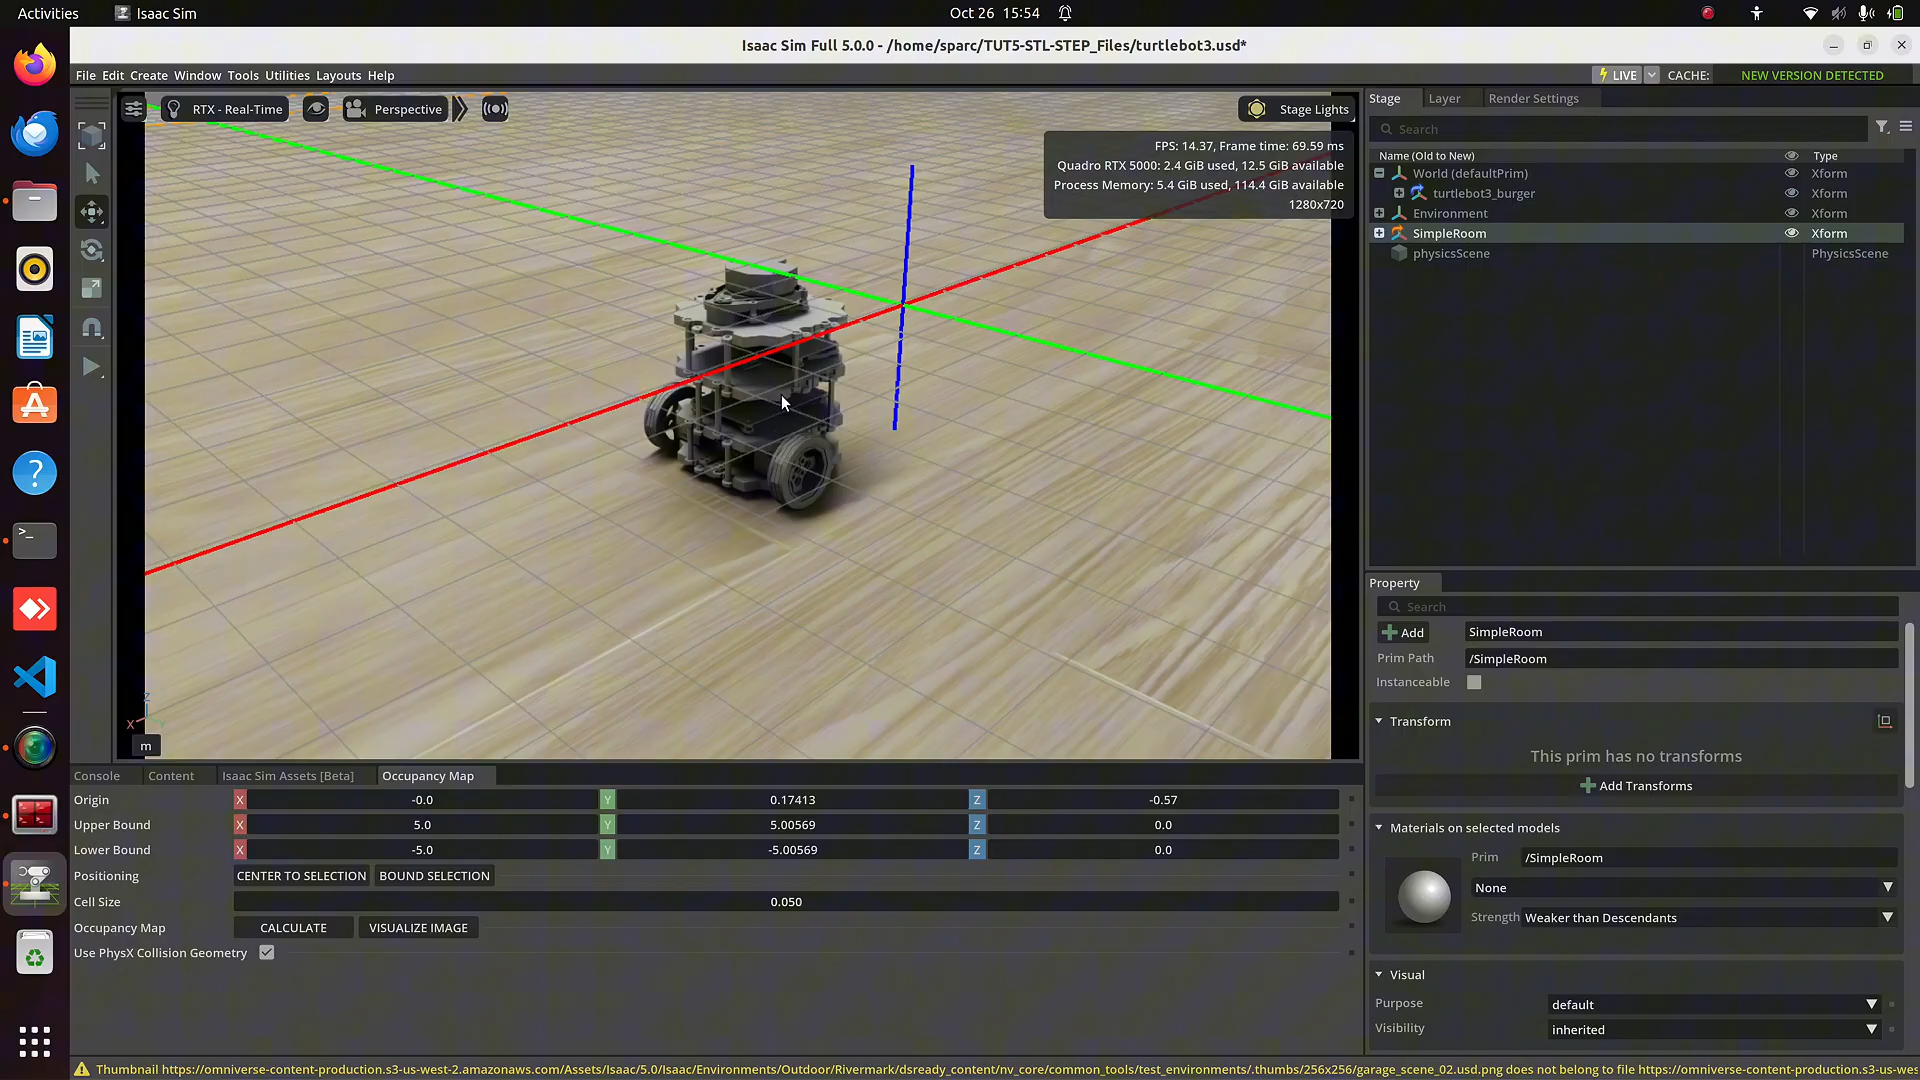 Activities Isaac Sim Oct 26 15:54
Isaac Sim Full 5.0.0 - /home/sparc/TUT5-STL-STEP_Files/turtlebot3.usd*
File Edit Create Window Tools Utilities Layouts Help LIVE CACHE: NEW VERSION DETECTED
RTX - Real-Time Perspective Stage Lights
FPS: 14.37, Frame time: 69.59 ms
Quadro RTX 5000: 2.4 GiB used, 12.5 GiB available
Process Memory: 5.4 GiB used, 114.4 GiB available
1280x720
Z
X Y
m
Stage Layer Render Settings
Search
Name (Old to New) Type
World (defaultPrim) Xform
turtlebot3_burger Xform
Environment Xform
SimpleRoom Xform
physicsScene PhysicsScene
Property
Search
Add SimpleRoom
Prim Path /SimpleRoom
Instanceable
Transform
This prim has no transforms
Add Transforms
Materials on selected models
Prim /SimpleRoom
None
Strength Weaker than Descendants
Visual
Purpose default
Visibility inherited
Console Content Isaac Sim Assets [Beta] Occupancy Map
Origin X -0.0 Y 0.17413 Z -0.57
Upper Bound X 5.0 Y 5.00569 Z 0.0
Lower Bound X -5.0 Y -5.00569 Z 0.0
Positioning CENTER TO SELECTION BOUND SELECTION
Cell Size 0.050
Occupancy Map CALCULATE VISUALIZE IMAGE
Use PhysX Collision Geometry
Thumbnail https://omniverse-content-production.s3-us-west-2.amazonaws.com/Assets/Isaac/5.0/Isaac/Environments/Outdoor/Rivermark/dsready_content/nv_core/common_tools/test_environments/.thumbs/256x256/garage_scene_02.usd.png does not belong to file https://omniverse-content-production.s3-us-wes